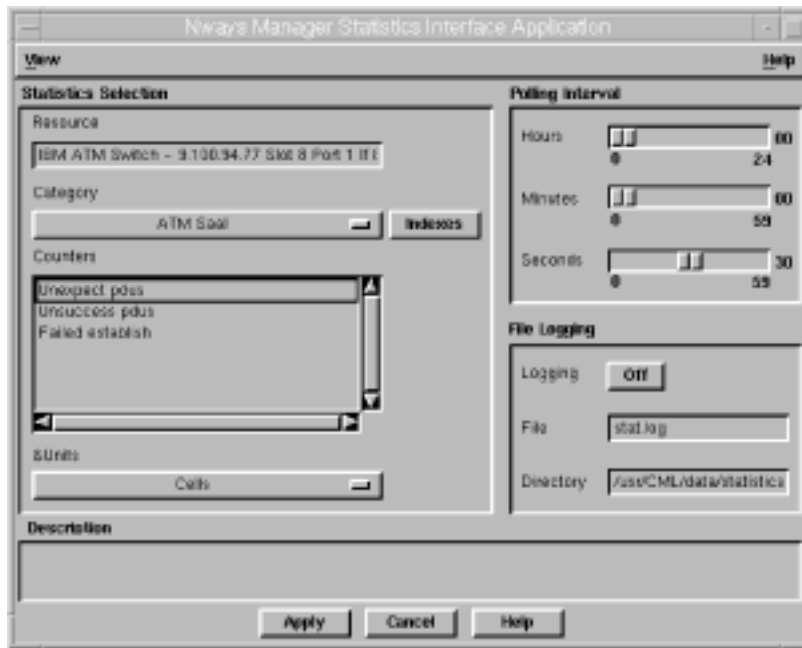 Nways Manager Statistics Interface Application
View Help
Statistics Selection
Resource
IBM ATM Switch - 9.100.94.77 Slot 8 Port 1 If
Category
ATM Saal Indexes
Counters
Unexpect pdus
Unsuccess pdus
Failed establish
&Units
Cells
Polling Interval
Hours 00
0 24
Minutes 00
0 59
Seconds 30
0 59
File Logging
Logging Off
File stat.log
Directory /usr/CML/data/statistics
Description
Apply Cancel Help